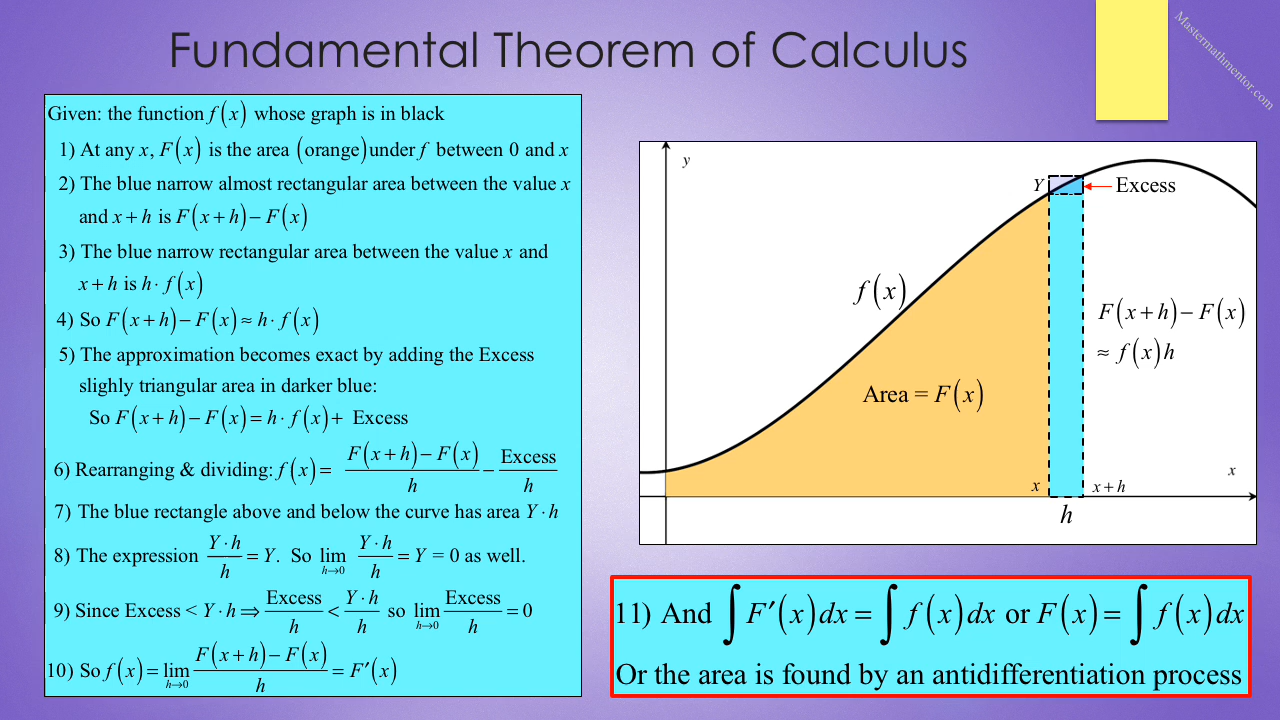 Fundamental Theorem of Calculus
Mastermathmentor.com
Given: the function f(x) whose graph is in black
1) At any x, F(x) is the area (orange) under f between 0 and x
2) The blue narrow almost rectangular area between the value x
and x + h is F(x + h) − F(x)
3) The blue narrow rectangular area between the value x and
x + h is h · f(x)
4) So F(x + h) − F(x) ≈ h · f(x)
5) The approximation becomes exact by adding the Excess
slighly triangular area in darker blue:
So F(x + h) − F(x) = h · f(x) + Excess
6) Rearranging & dividing: f(x) = (F(x + h) − F(x))/h − Excess/h
7) The blue rectangle above and below the curve has area Y · h
8) The expression Y · h/h = Y. So lim h→0 Y · h/h = Y = 0 as well.
9) Since Excess < Y · h ⇒ Excess/h < Y · h/h so lim h→0 Excess/h = 0
10) So f(x) = lim h→0 (F(x + h) − F(x))/h = F′(x)
y
Y
Excess
f(x)
F(x + h) − F(x)
≈ f(x)h
Area = F(x)
x
x
x + h
h
11) And ∫F′(x)dx = ∫f(x)dx or F(x) = ∫f(x)dx
Or the area is found by an antidifferentiation process